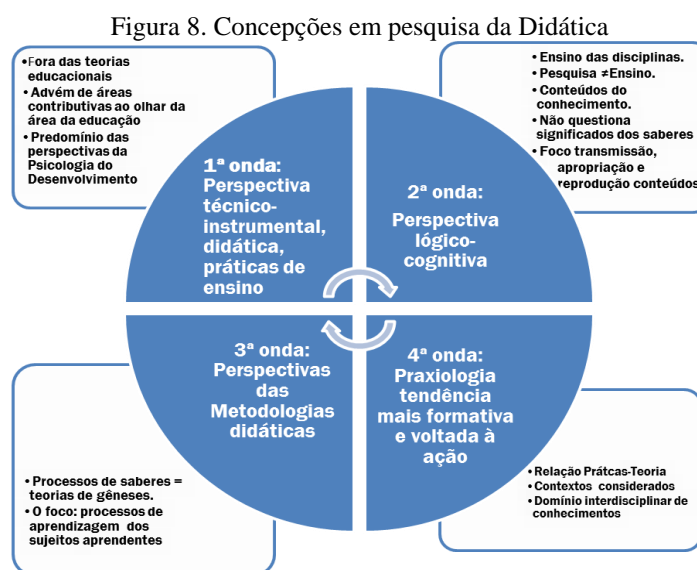 Figura 8. Concepções em pesquisa da Didática
•Fora das teorias
educacionais
•Advém de áreas
contributivas ao olhar da
área da educação
•Predomínio das
perspectivas da
Psicologia do
Desenvolvimento
1ª onda:
Perspectiva
técnico-
instrumental,
didática,
práticas de
ensino
•Ensino das disciplinas.
•Pesquisa ≠Ensino.
•Conteúdos do
conhecimento.
•Não questiona
significados dos saberes
•Foco transmissão,
apropriação e
reprodução conteúdos
2ª onda:
Perspectiva
lógico-
cognitiva
3ª onda:
Perspectivas
das
Metodologias
didáticas
•Processos de saberes =
teorias de gêneses.
•O foco: processos de
aprendizagem dos
sujeitos aprendentes
4ª onda:
Praxiologia
tendência
mais formativa
e voltada à
ação
•Relação Prátcas-Teoria
•Contextos considerados
•Domínio interdisciplinar de
conhecimentos